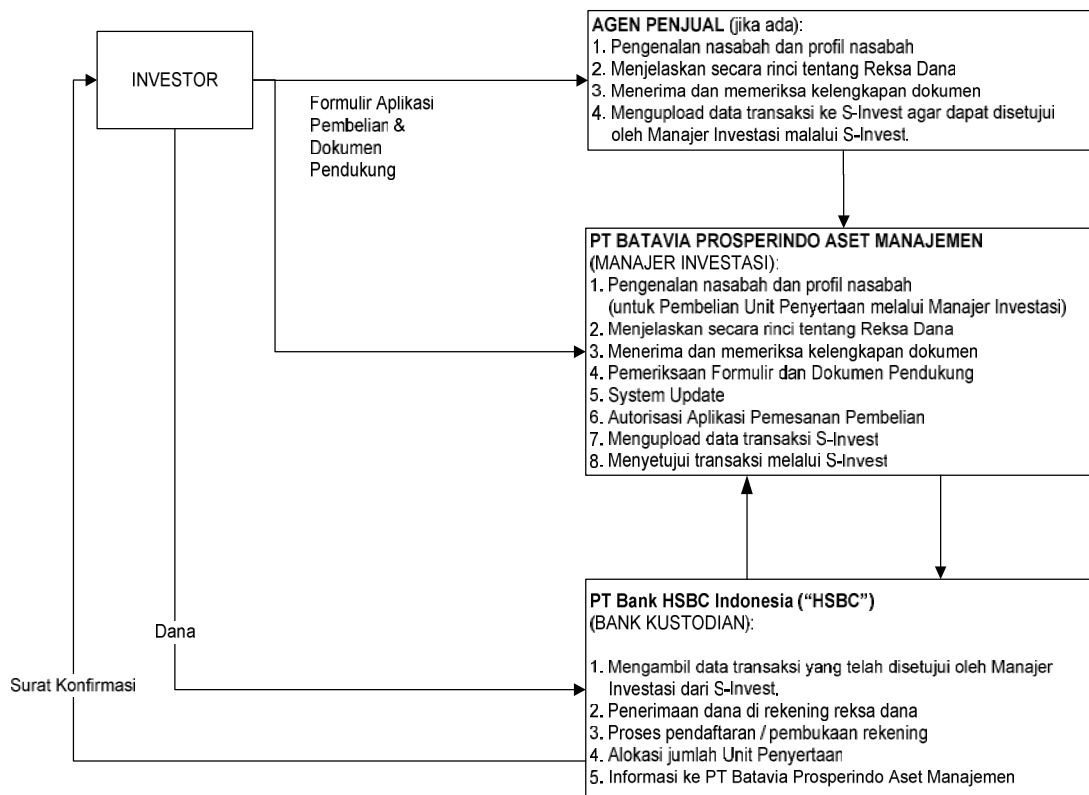 INVESTOR
Formulir Aplikasi
Pembelian &
Dokumen
Pendukung
AGEN PENJUAL (jika ada):
1. Pengenalan nasabah dan profil nasabah
2. Menjelaskan secara rinci tentang Reksa Dana
3. Menerima dan memeriksa kelengkapan dokumen
4. Mengupload data transaksi ke S-Invest agar dapat disetujui
oleh Manajer Investasi malalui S-Invest.
PT BATAVIA PROSPERINDO ASET MANAJEMEN
(MANAJER INVESTASI):
1. Pengenalan nasabah dan profil nasabah
(untuk Pembelian Unit Penyertaan melalui Manajer Investasi)
2. Menjelaskan secara rinci tentang Reksa Dana
3. Menerima dan memeriksa kelengkapan dokumen
4. Pemeriksaan Formulir dan Dokumen Pendukung
5. System Update
6. Autorisasi Aplikasi Pemesanan Pembelian
7. Mengupload data transaksi S-Invest
8. Menyetujui transaksi melalui S-Invest
Dana
Surat Konfirmasi
PT Bank HSBC Indonesia (“HSBC”)
(BANK KUSTODIAN):
1. Mengambil data transaksi yang telah disetujui oleh Manajer
Investasi dari S-Invest.
2. Penerimaan dana di rekening reksa dana
3. Proses pendaftaran / pembukaan rekening
4. Alokasi jumlah Unit Penyertaan
5. Informasi ke PT Batavia Prosperindo Aset Manajemen